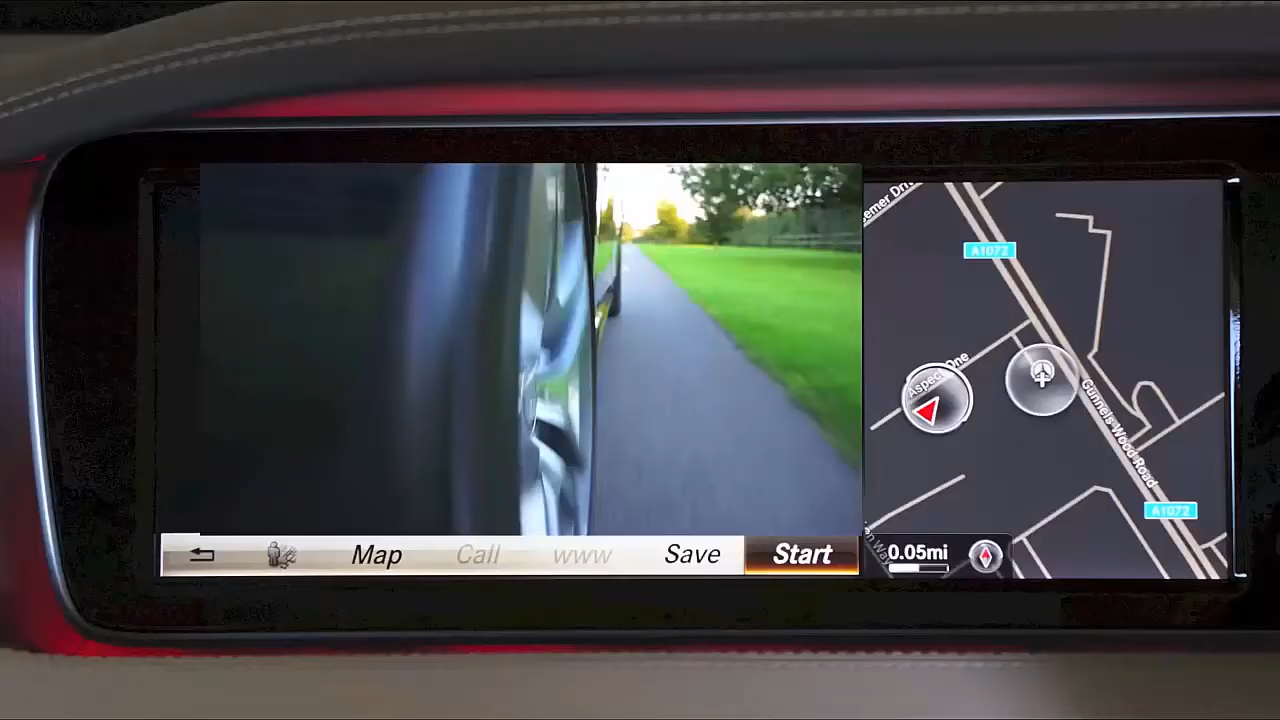 A1072
Aspect One
Gunnels Wood Road
A1072
0.05mi
Map Call www Save Start